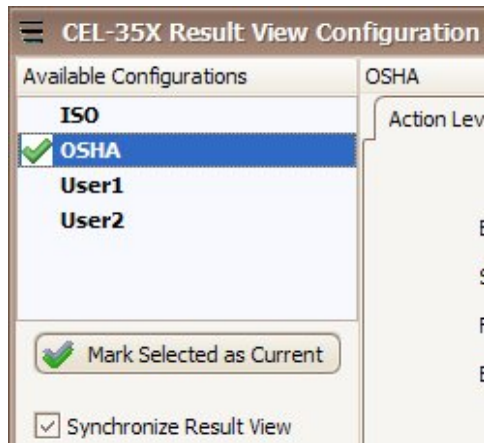 CEL-35X Result View Configuration
Available Configurations
OSHA
ISO
Action Lev
OSHA
User1
User2
Mark Selected as Current
Synchronize Result View